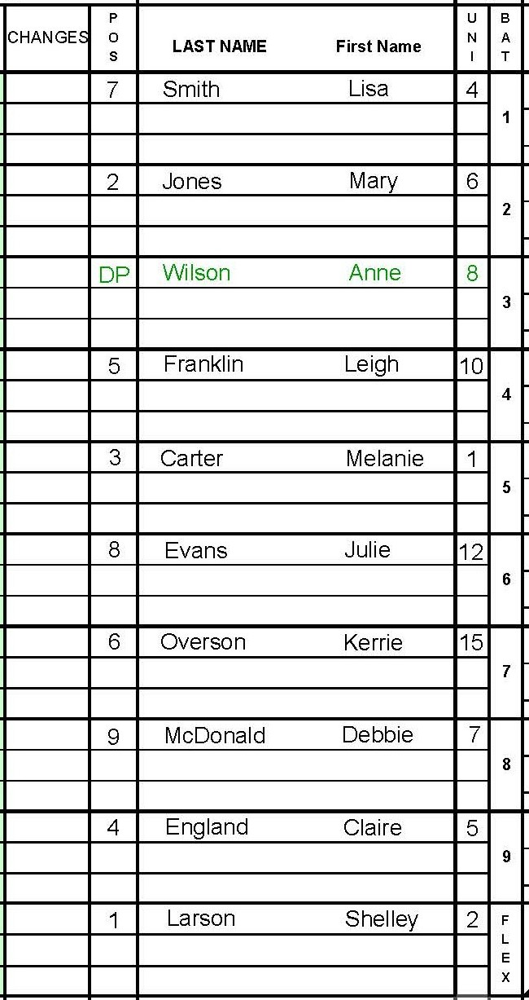 CHANGES POS LAST NAME First Name UNI BAT
7 Smith Lisa 4
1
2 Jones Mary 6
2
DP Wilson Anne 8
3
5 Franklin Leigh 10
4
3 Carter Melanie 1
5
8 Evans Julie 12
6
6 Overson Kerrie 15
7
9 McDonald Debbie 7
8
4 England Claire 5
9
1 Larson Shelley 2
FLEX